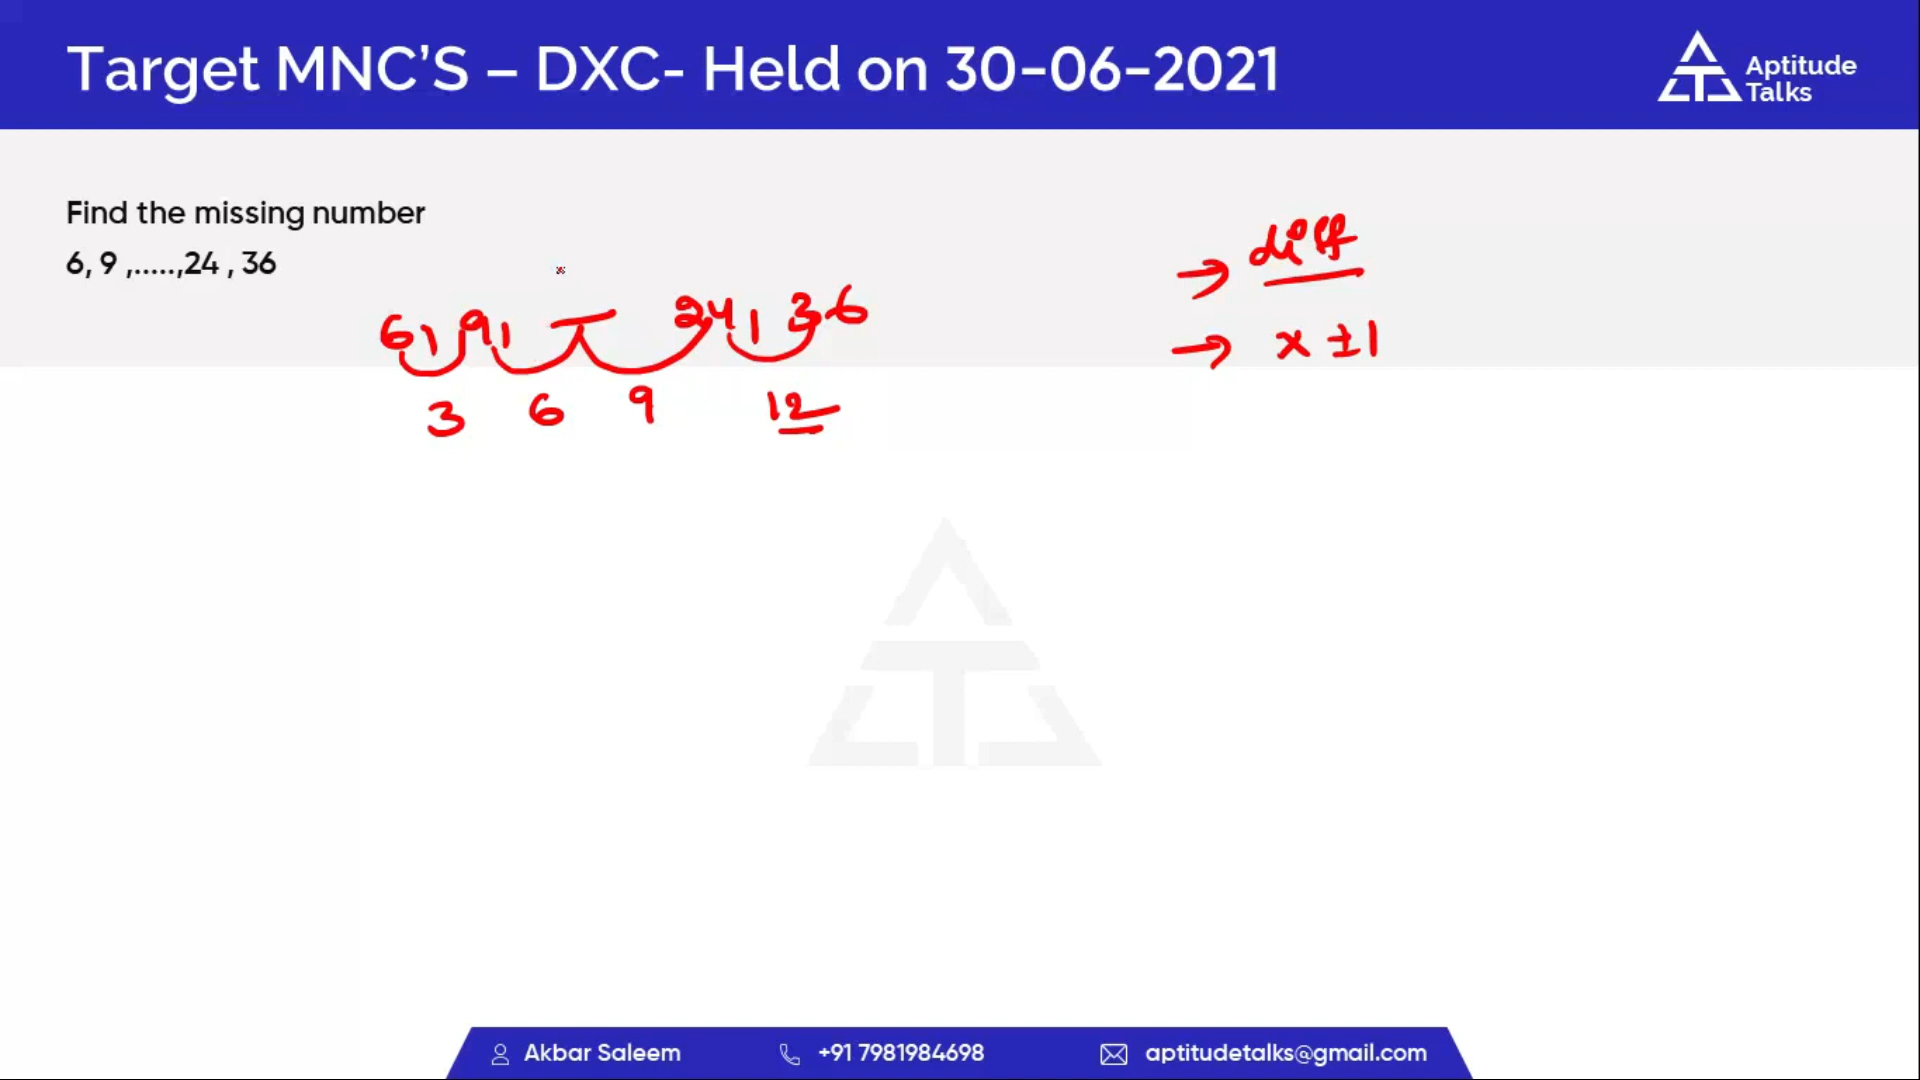 Target MNC’S – DXC- Held on 30-06-2021
Aptitude
Talks
Find the missing number
6, 9 ,.....,24 , 36
→ diff
6, 9, — 24, 36
→ x ±1
3 6 9 12
Akbar Saleem
+91 7981984698
aptitudetalks@gmail.com